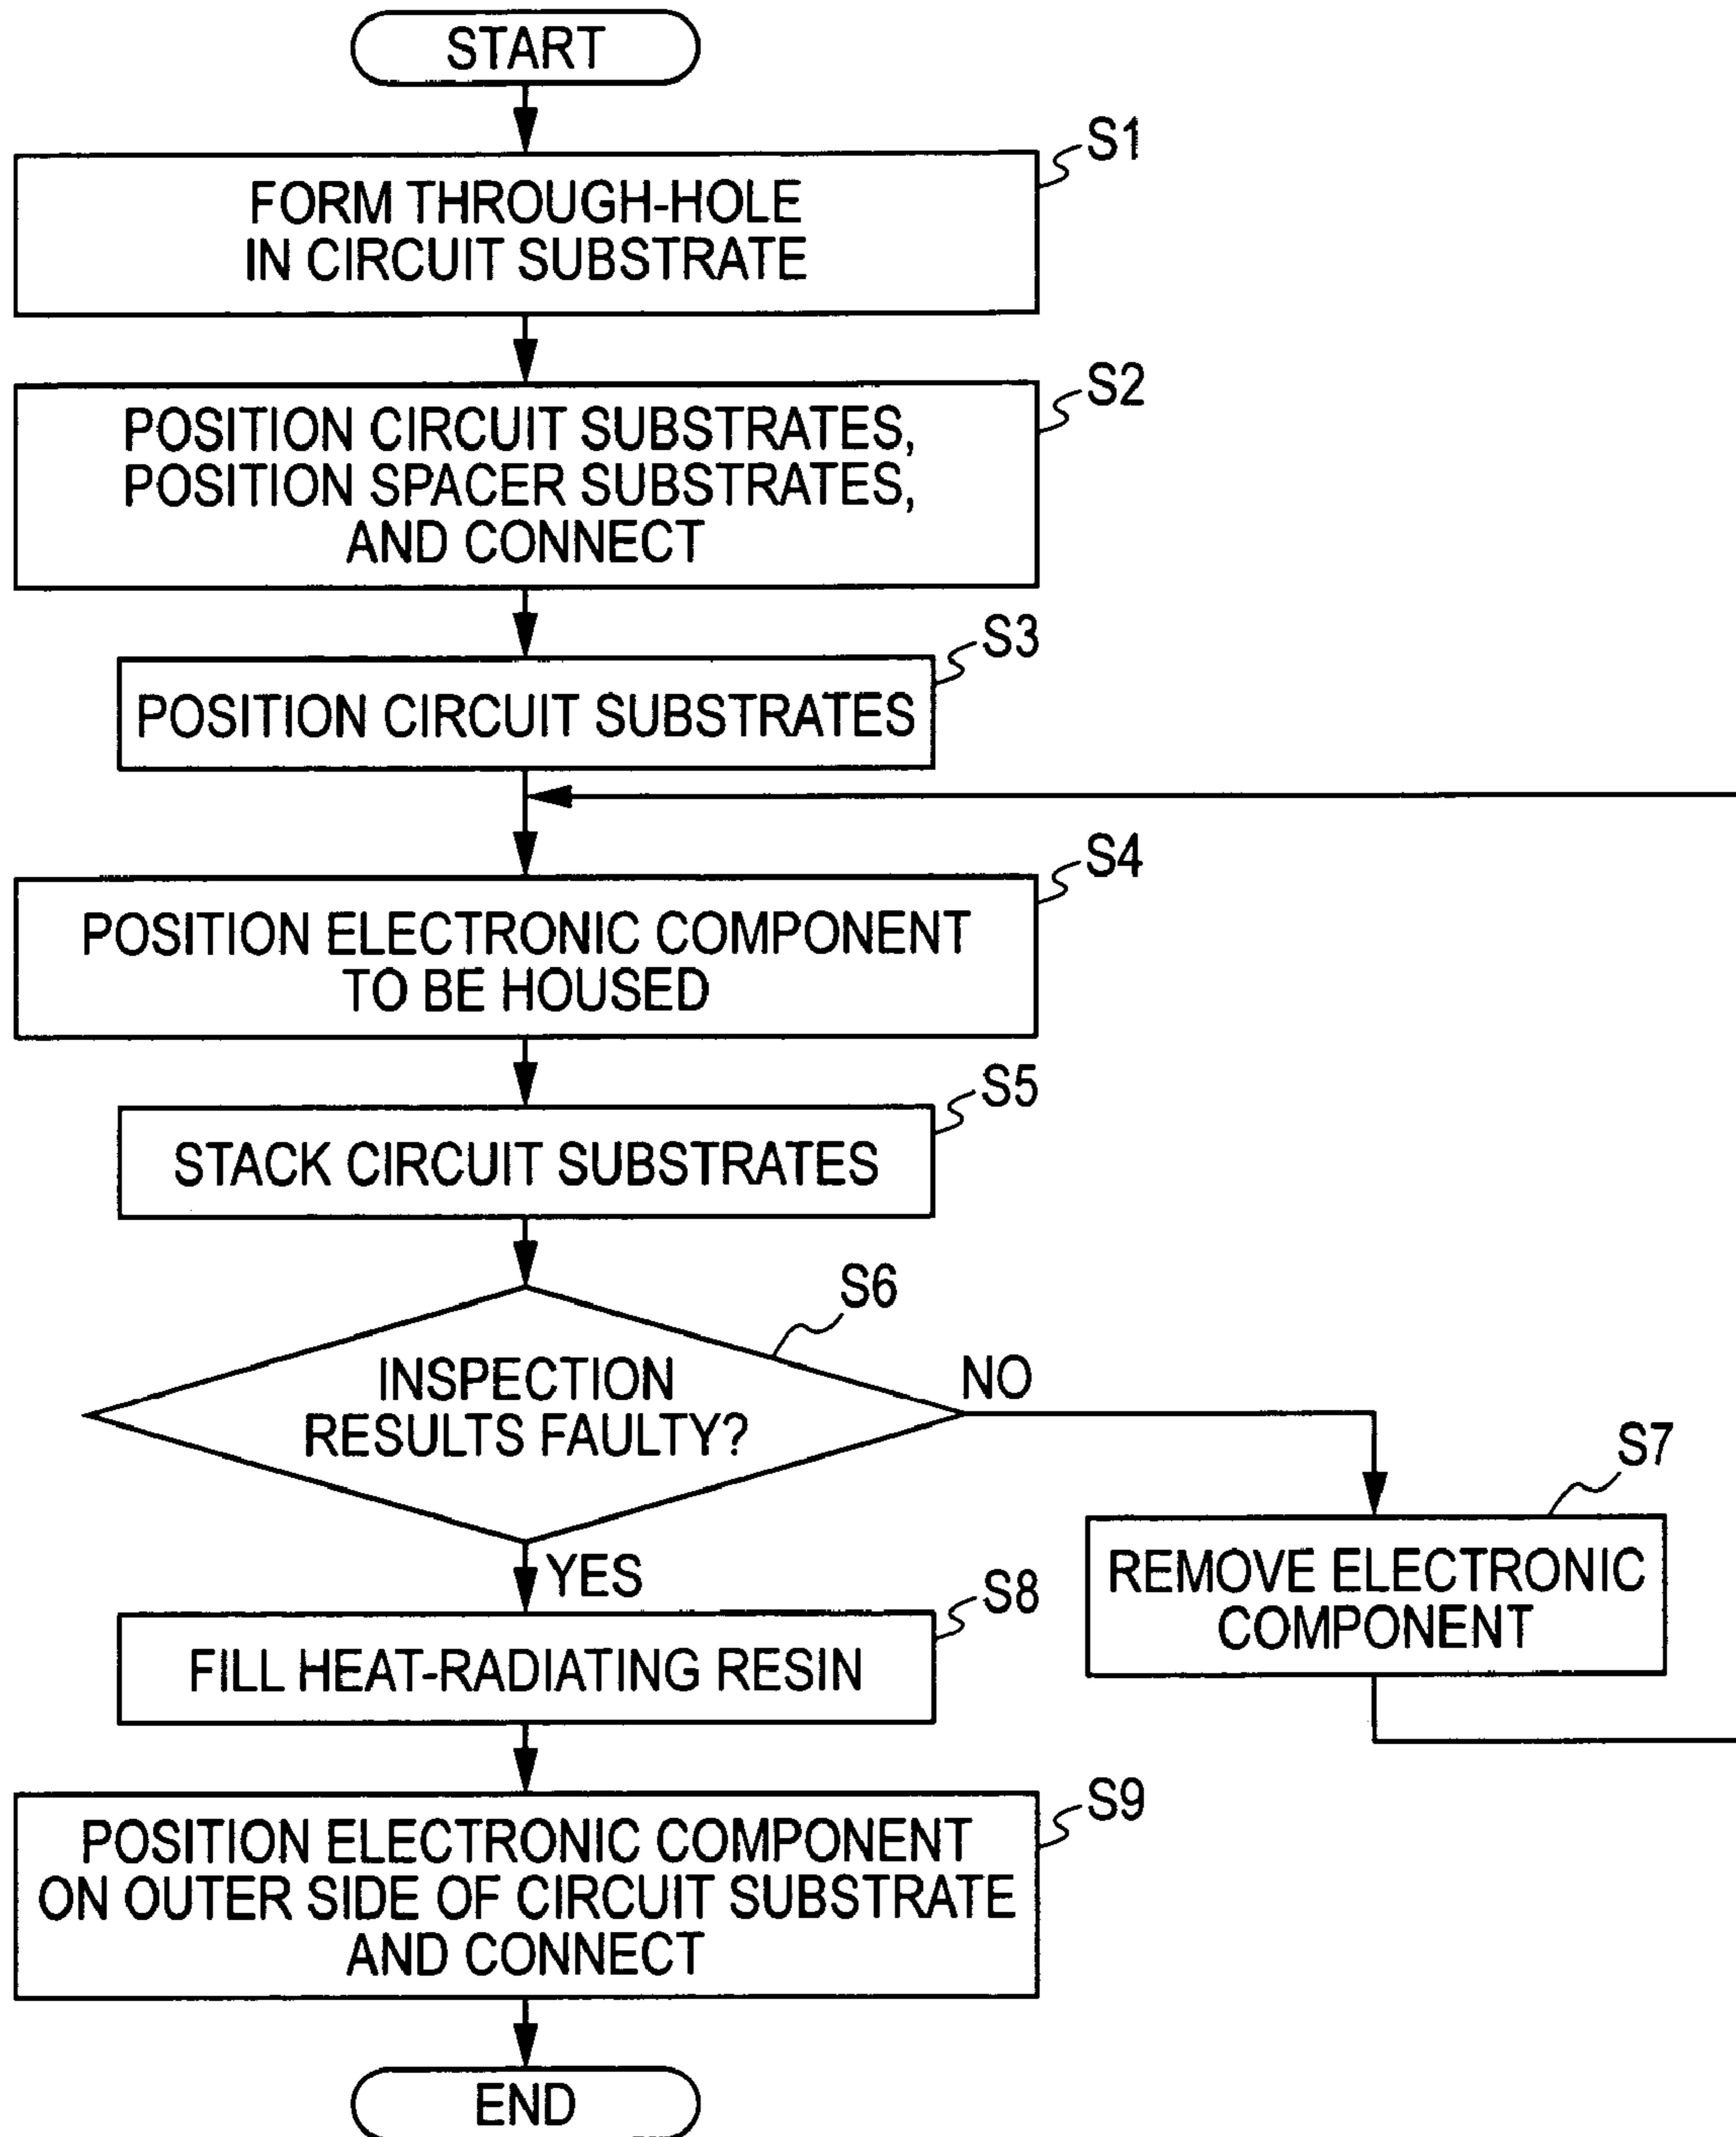 START
S1
FORM THROUGH-HOLE
IN CIRCUIT SUBSTRATE
S2
POSITION CIRCUIT SUBSTRATES,
POSITION SPACER SUBSTRATES,
AND CONNECT
S3
POSITION CIRCUIT SUBSTRATES
S4
POSITION ELECTRONIC COMPONENT
TO BE HOUSED
S5
STACK CIRCUIT SUBSTRATES
S6
INSPECTION
RESULTS FAULTY?
NO
S7
REMOVE ELECTRONIC
COMPONENT
YES
S8
FILL HEAT-RADIATING RESIN
S9
POSITION ELECTRONIC COMPONENT
ON OUTER SIDE OF CIRCUIT SUBSTRATE
AND CONNECT
END